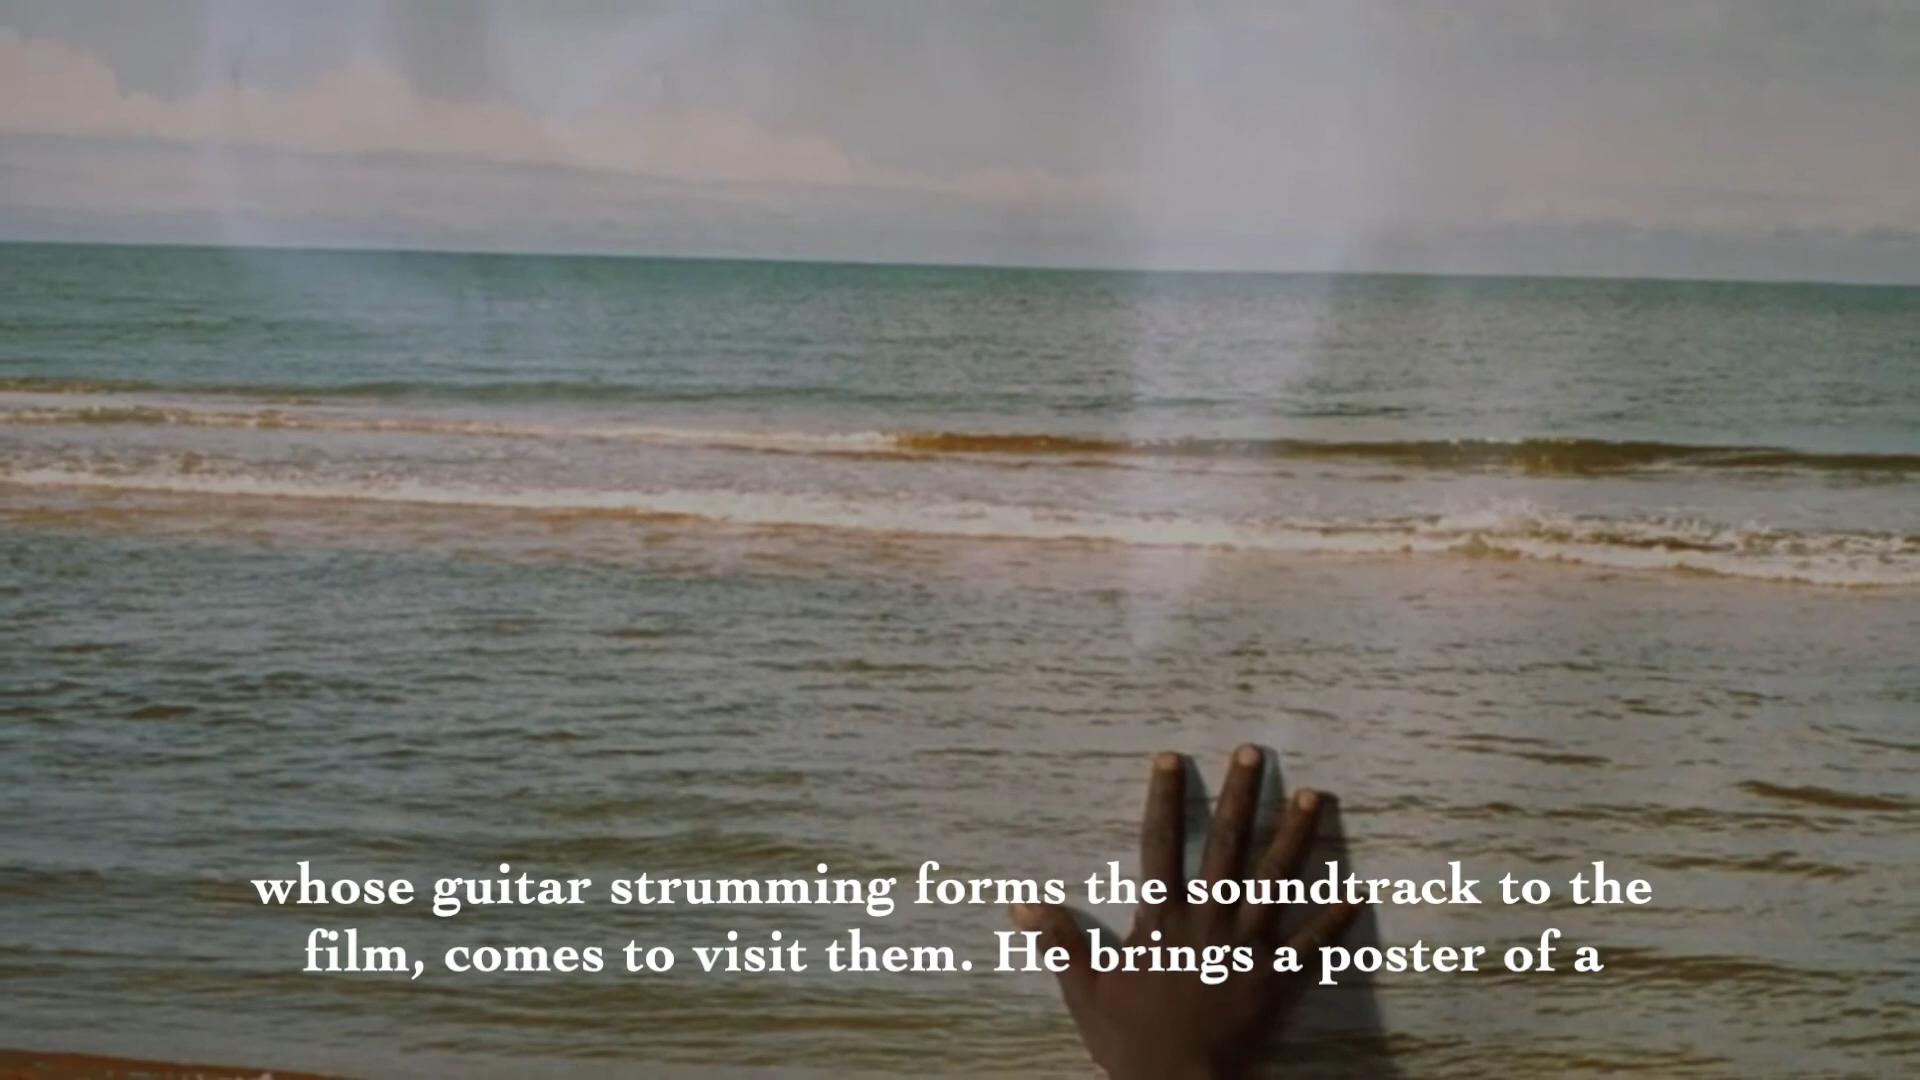 whose guitar strumming forms the soundtrack to the
film, comes to visit them. He brings a poster of a